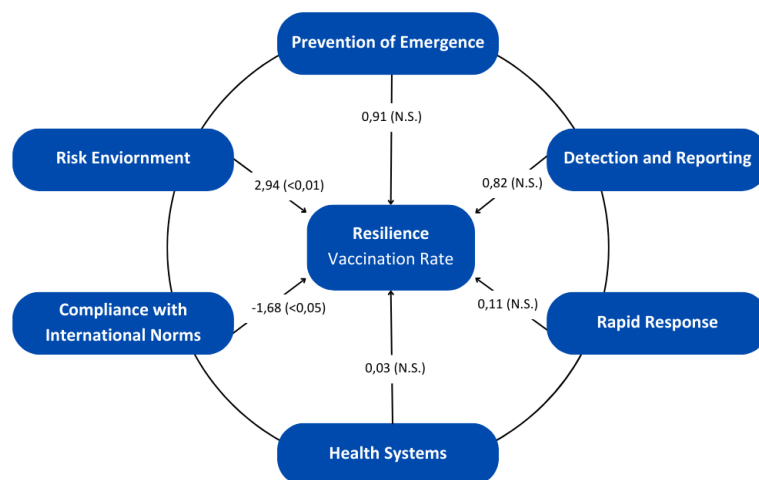 Prevention of Emergence
0,91 (N.S.)
Risk Enviornment
Detection and Reporting
2,94 (<0,01)
0,82 (N.S.)
Resilience
Vaccination Rate
Compliance with
International Norms
-1,68 (<0,05)
0,11 (N.S.)
Rapid Response
0,03 (N.S.)
Health Systems